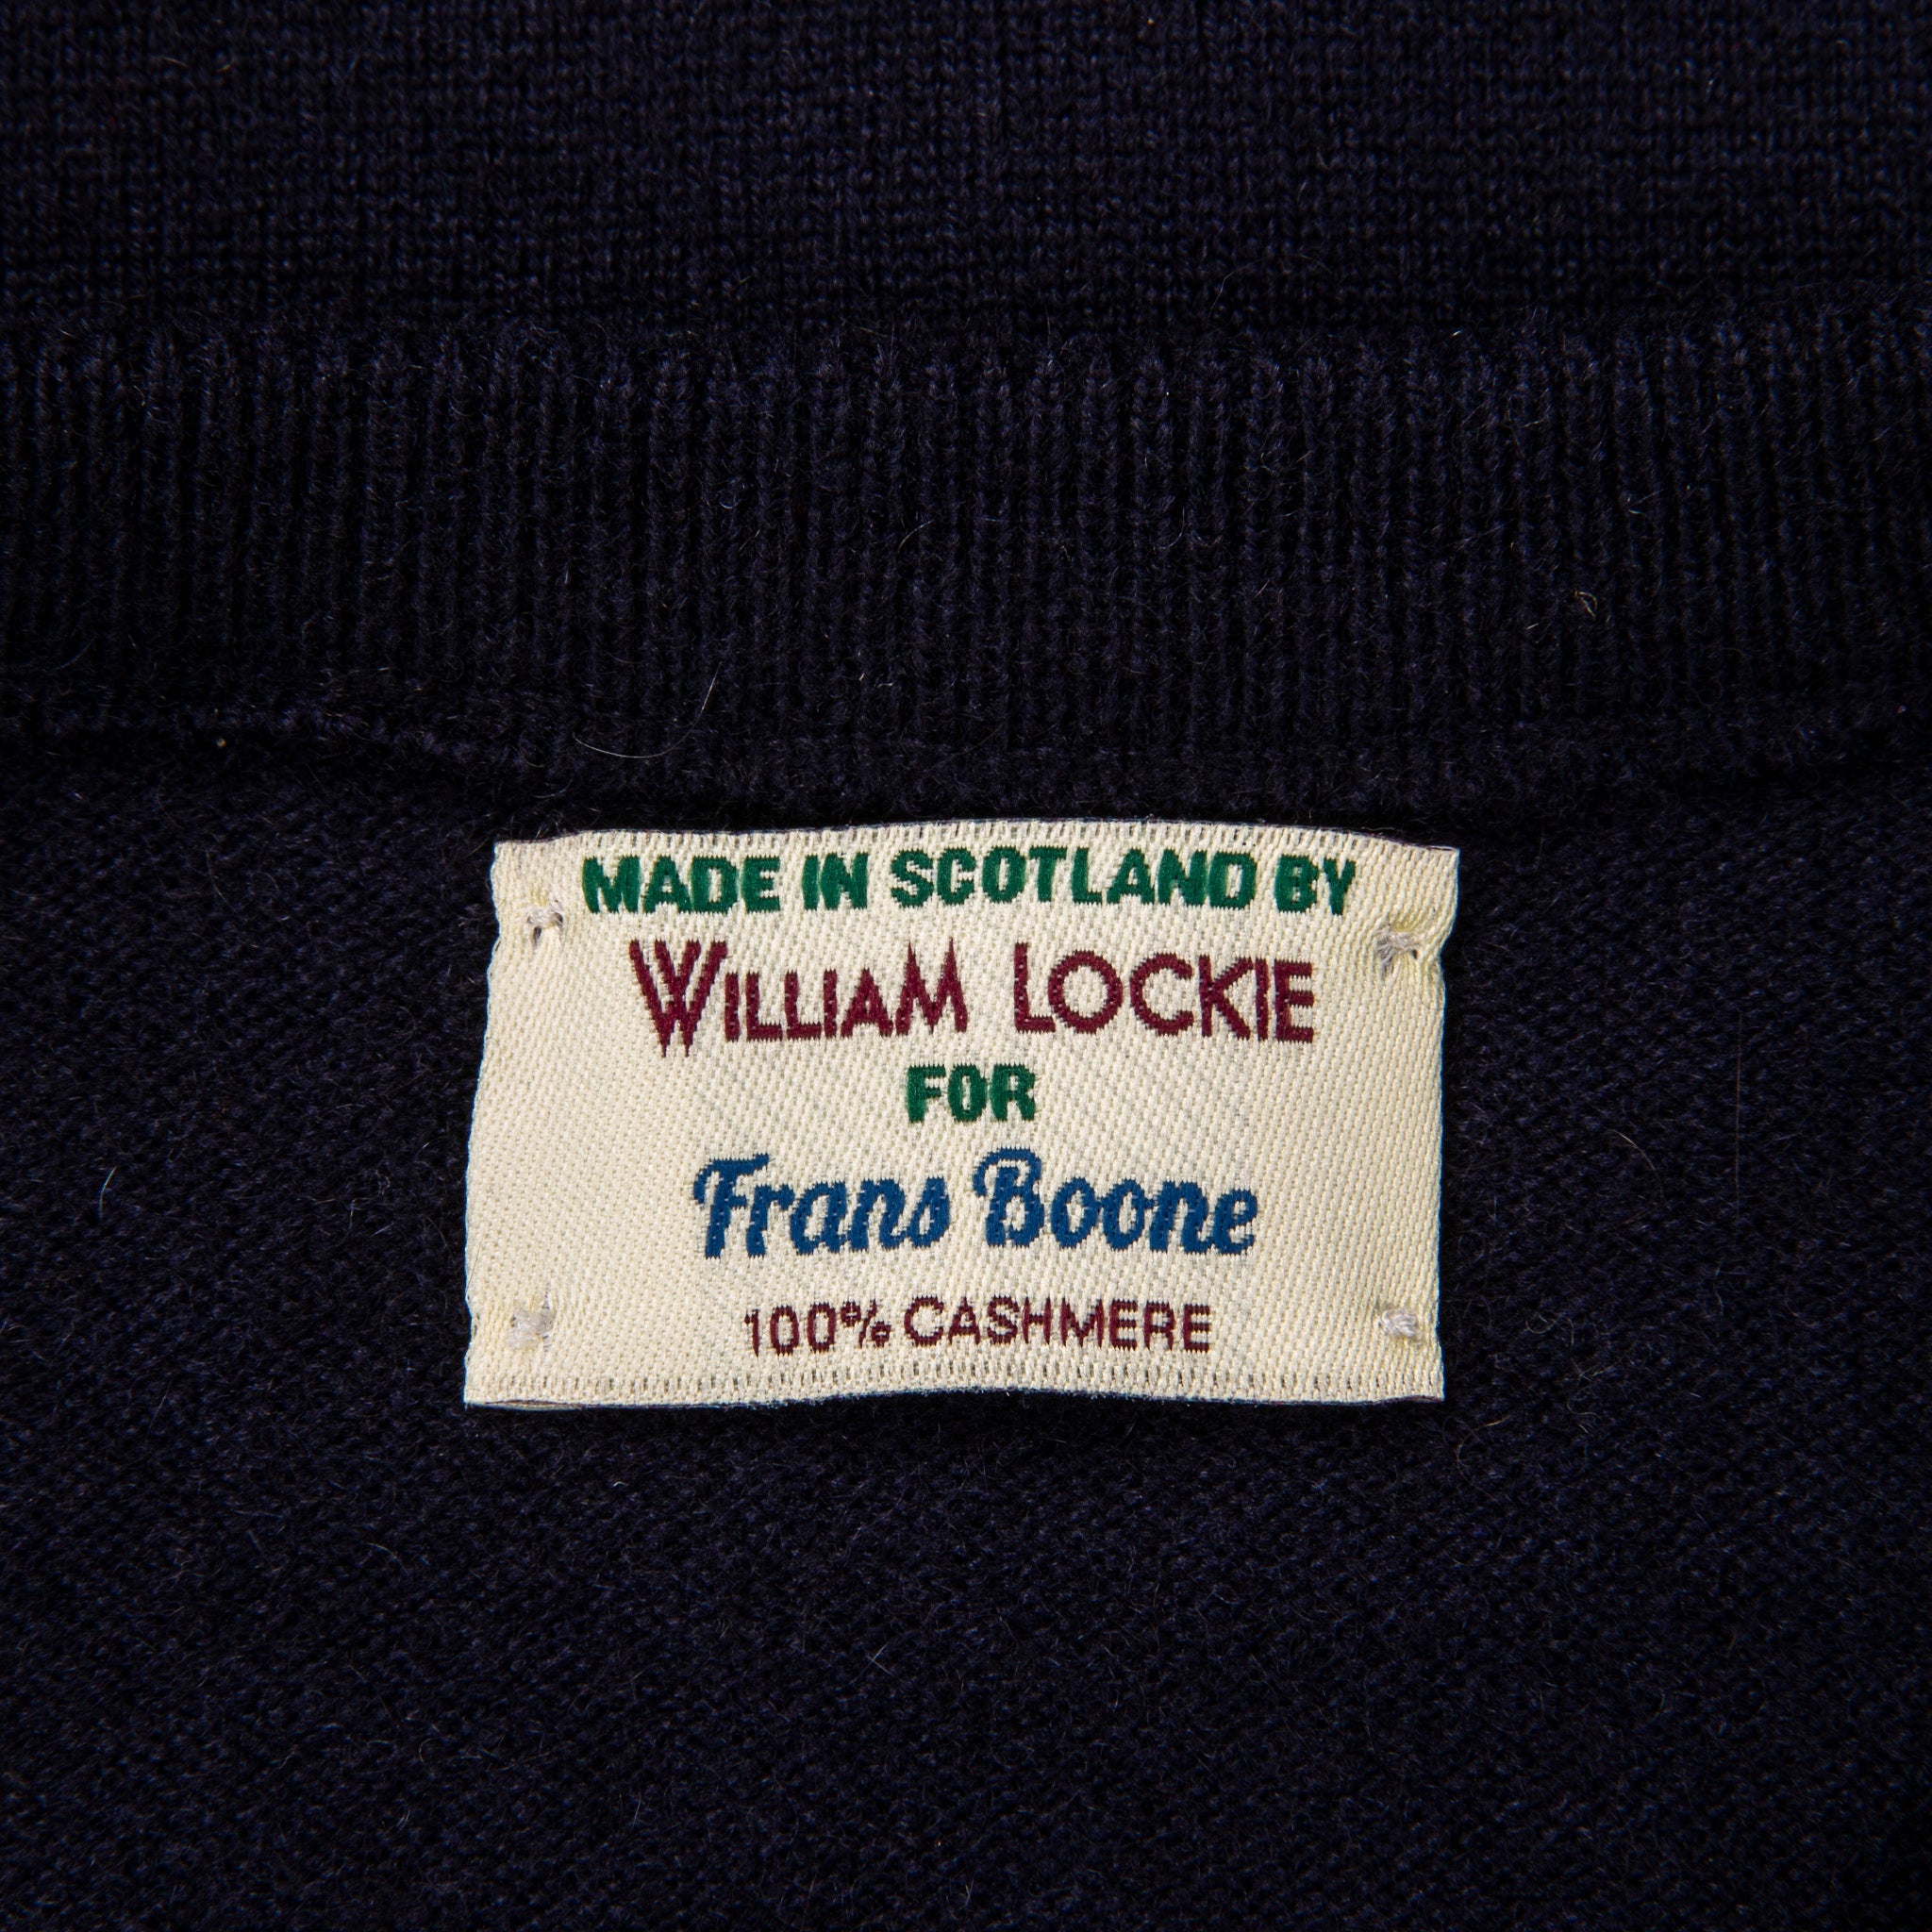 MADE IN SCOTLAND BY
WILLIAM LOCKIE
FOR
Frans Boone
100% CASHMERE